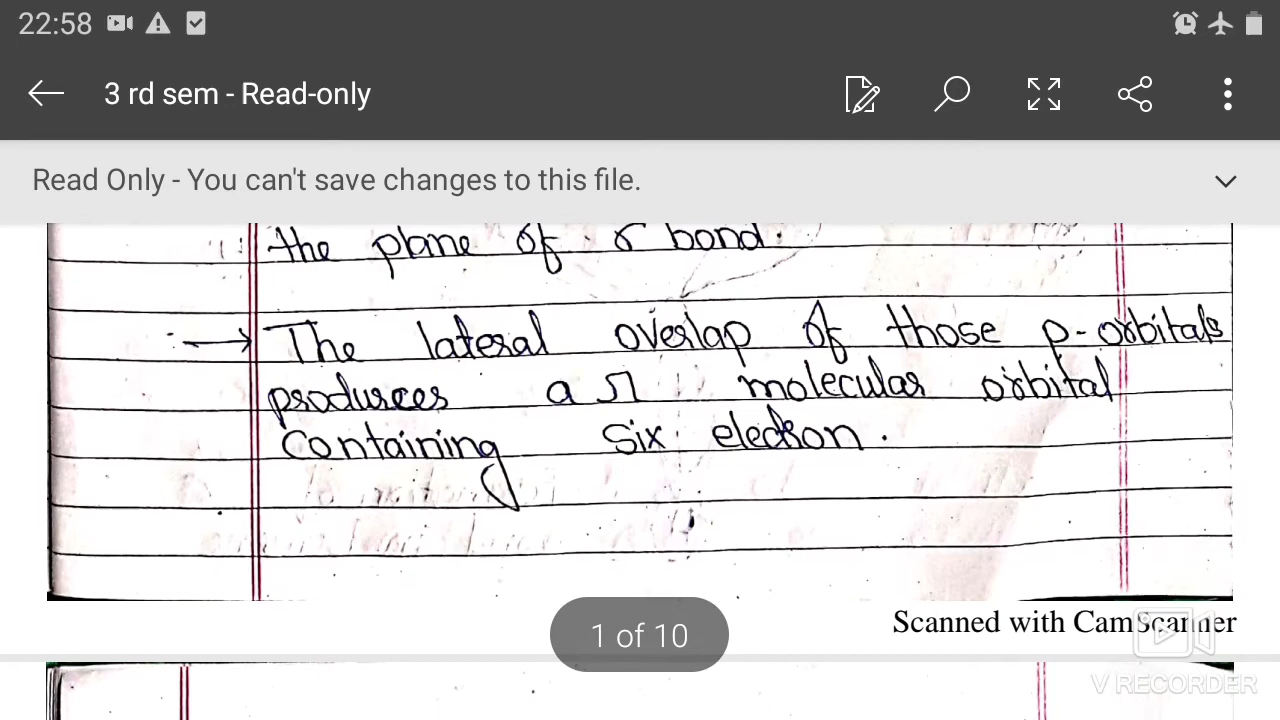 22:58
3 rd sem - Read-only
Read Only - You can't save changes to this file.
the plane of σ bond.
→ The lateral overlap of those p-orbitals
produces a π molecular orbital
containing six electron.
Scanned with CamScanner
1 of 10
V RECORDER